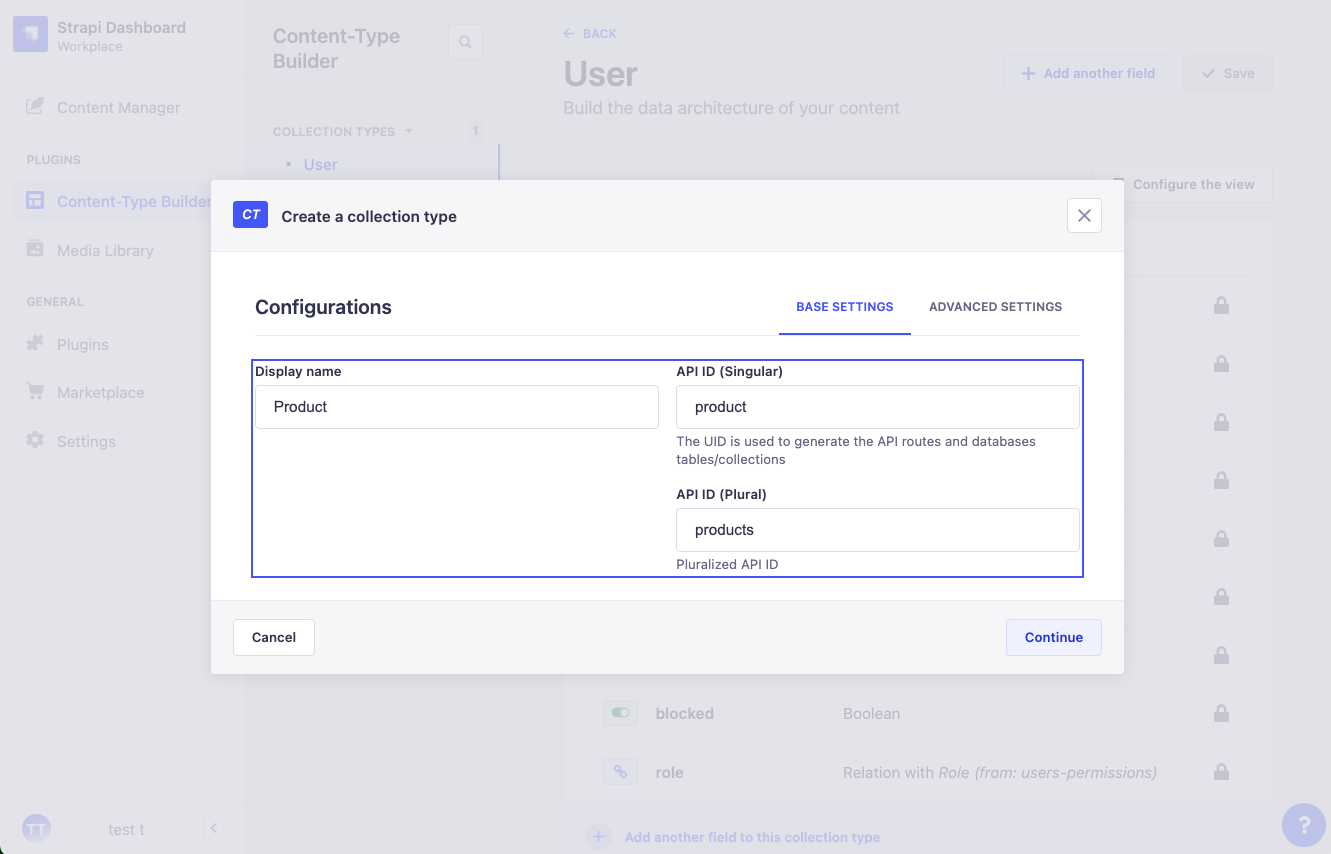 Strapi Dashboard
Workplace
Content Manager
PLUGINS
Content-Type Builder
Media Library
GENERAL
Plugins
Marketplace
Settings
TT
test t
Content-Type
Builder
COLLECTION TYPES
1
User
BACK
User
Build the data architecture of your content
Add another field
Save
Configure the view
CT
Create a collection type
Configurations
BASE SETTINGS
ADVANCED SETTINGS
Display name
Product
API ID (Singular)
product
The UID is used to generate the API routes and databases
tables/collections
API ID (Plural)
products
Pluralized API ID
Cancel
Continue
blocked
Boolean
role
Relation with Role (from: users-permissions)
Add another field to this collection type
?